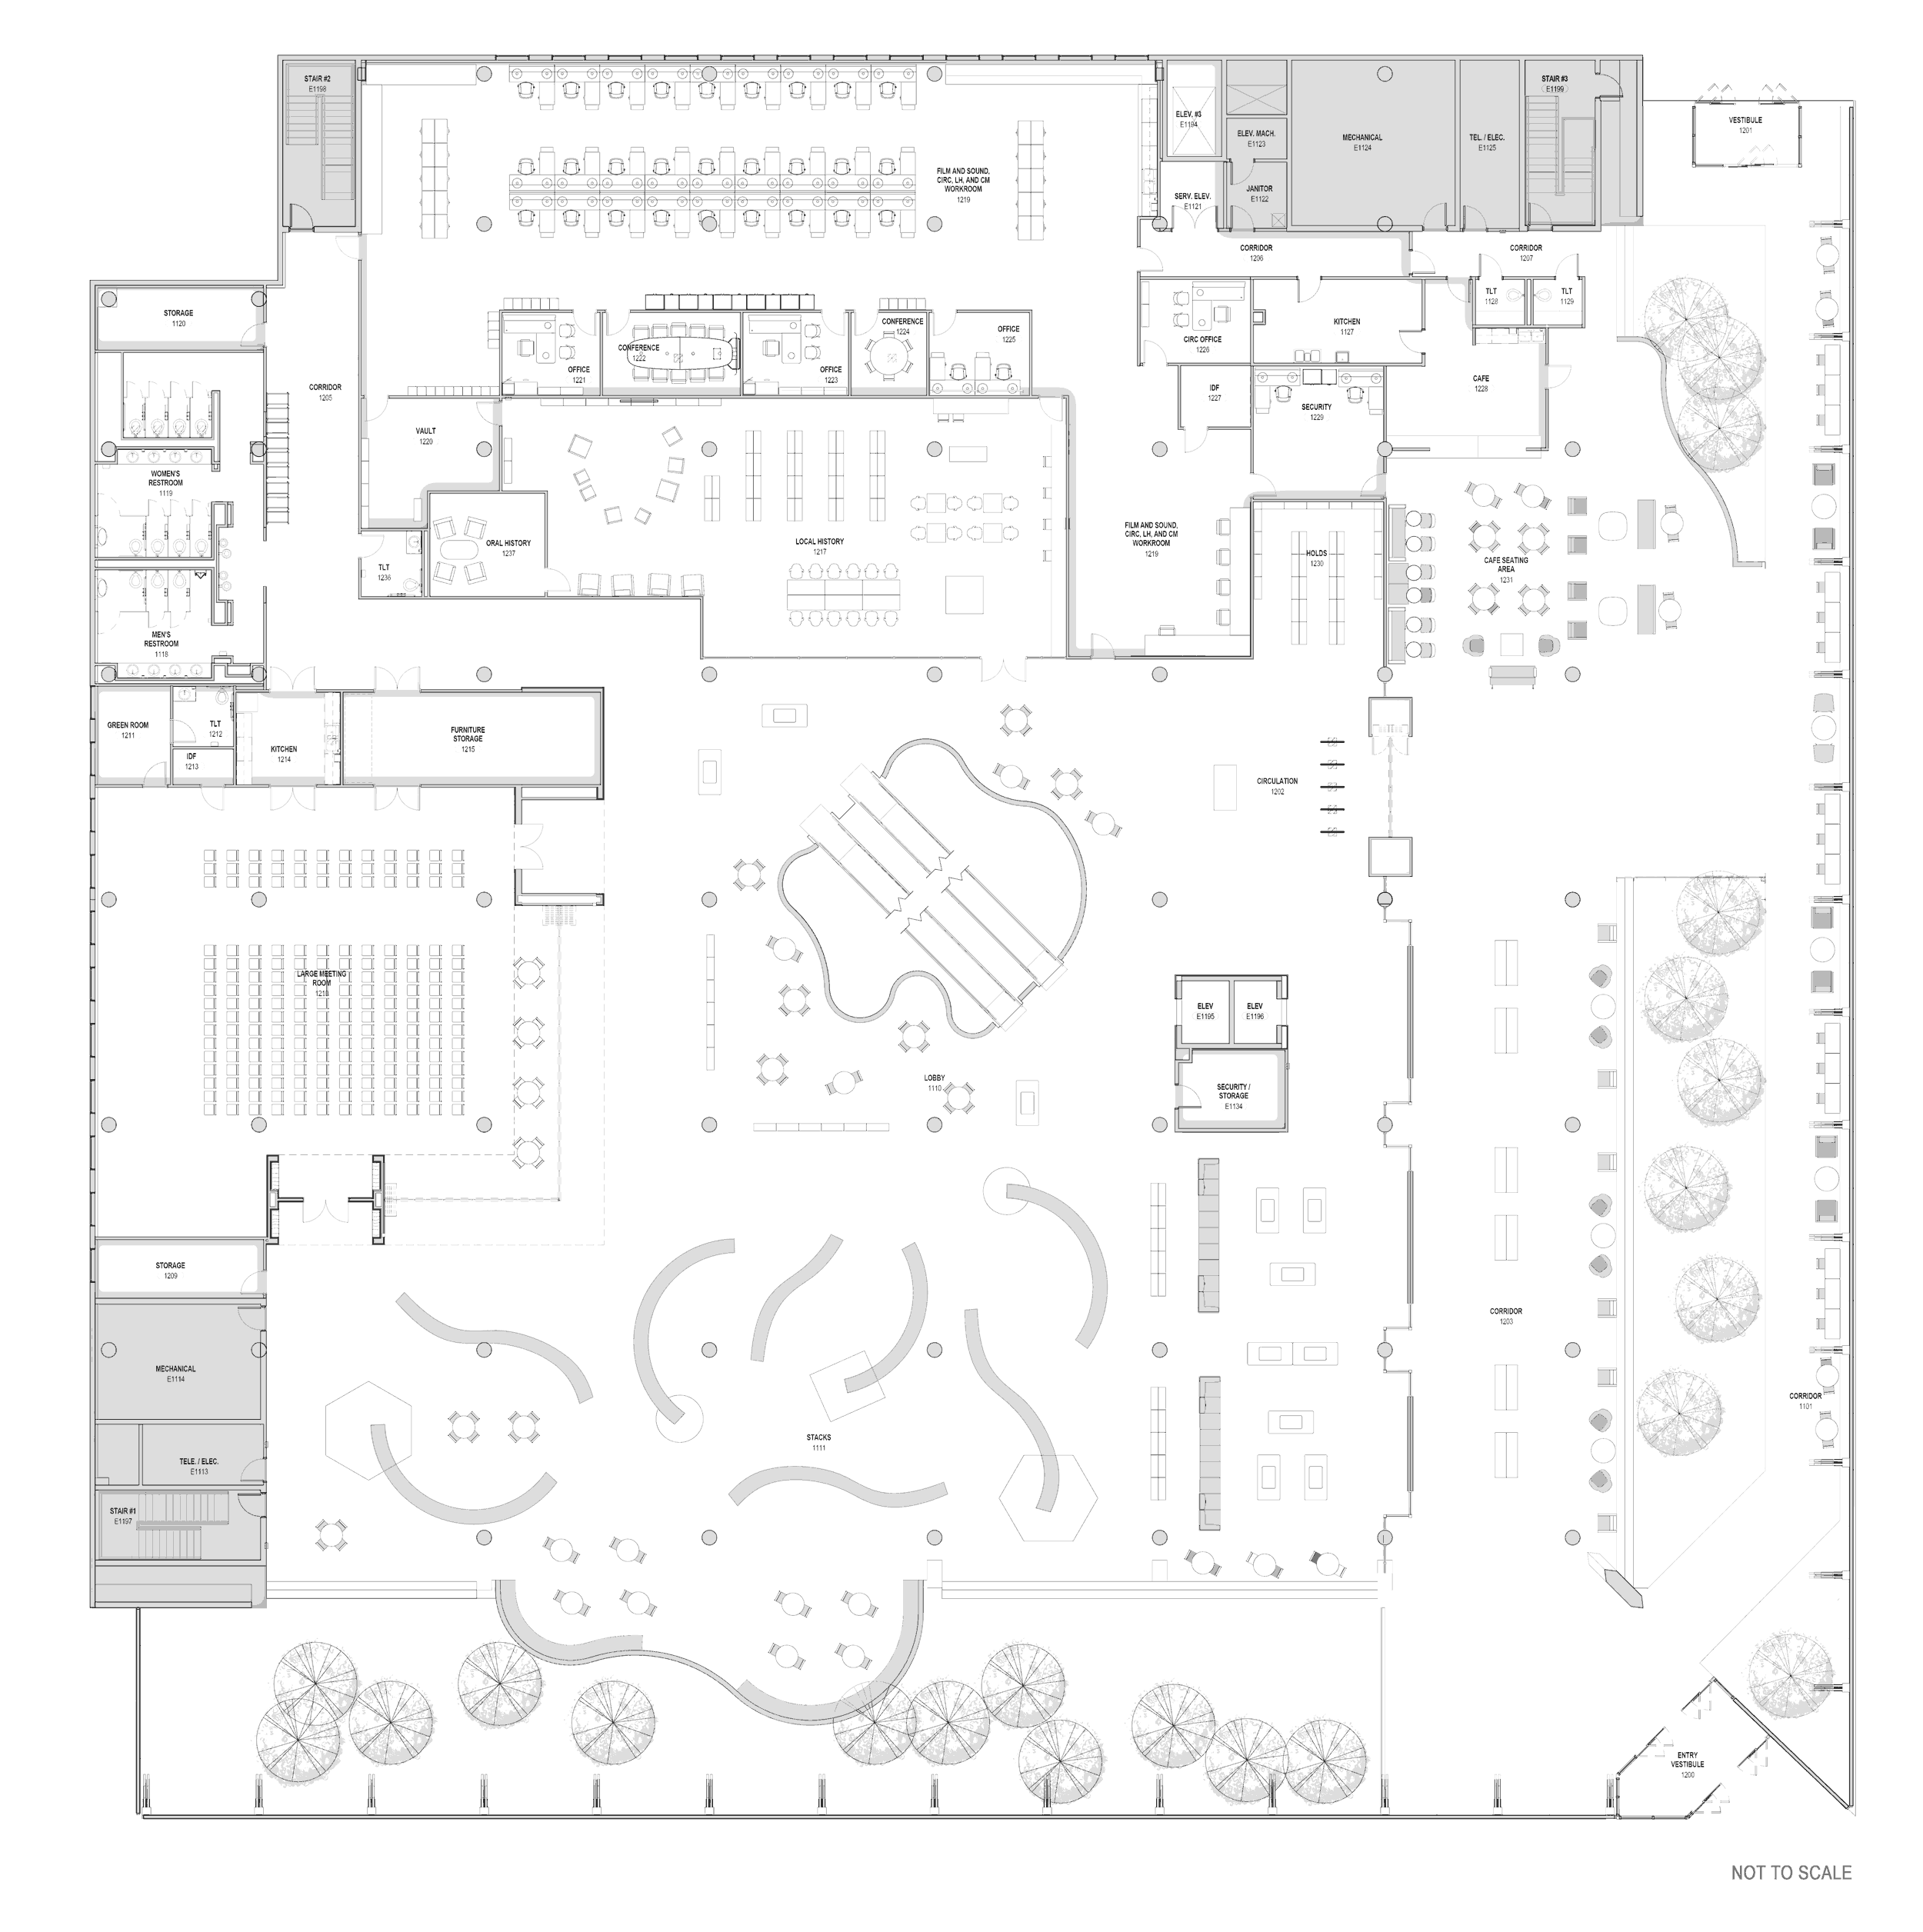 STAIR #2
E1198
STAIR #3
E1199
VESTIBULE
1201
ELEV. #3
E1194
ELEV. MACH.
E1123
MECHANICAL
E1124
TEL. / ELEC.
E1125
FILM AND SOUND,
CIRC, LH, AND CM
WORKROOM
1219
SERV. ELEV.
E1121
JANITOR
E1122
CORRIDOR
1206
CORRIDOR
1207
TLT
1128
TLT
1129
STORAGE
1120
CONFERENCE
1222
CONFERENCE
1224
OFFICE
1225
CIRC OFFICE
1226
KITCHEN
1127
OFFICE
1221
OFFICE
1223
CORRIDOR
1205
IDF
1227
CAFE
1228
SECURITY
1229
VAULT
1220
WOMEN'S
RESTROOM
1119
ORAL HISTORY
1237
LOCAL HISTORY
1217
FILM AND SOUND,
CIRC, LH, AND CM
WORKROOM
1219
HOLDS
1230
CAFE SEATING
AREA
1231
TLT
1236
MEN'S
RESTROOM
1118
GREEN ROOM
1211
TLT
1212
IDF
1213
KITCHEN
1214
FURNITURE
STORAGE
1215
CIRCULATION
1202
LARGE MEETING
ROOM
1210
ELEV
E1195
ELEV
E1196
LOBBY
1110
SECURITY /
STORAGE
E1134
STORAGE
1209
CORRIDOR
1203
MECHANICAL
E1114
CORRIDOR
1101
STACKS
1111
TELE. / ELEC.
E1113
STAIR #1
E1197
ENTRY
VESTIBULE
1200
NOT TO SCALE